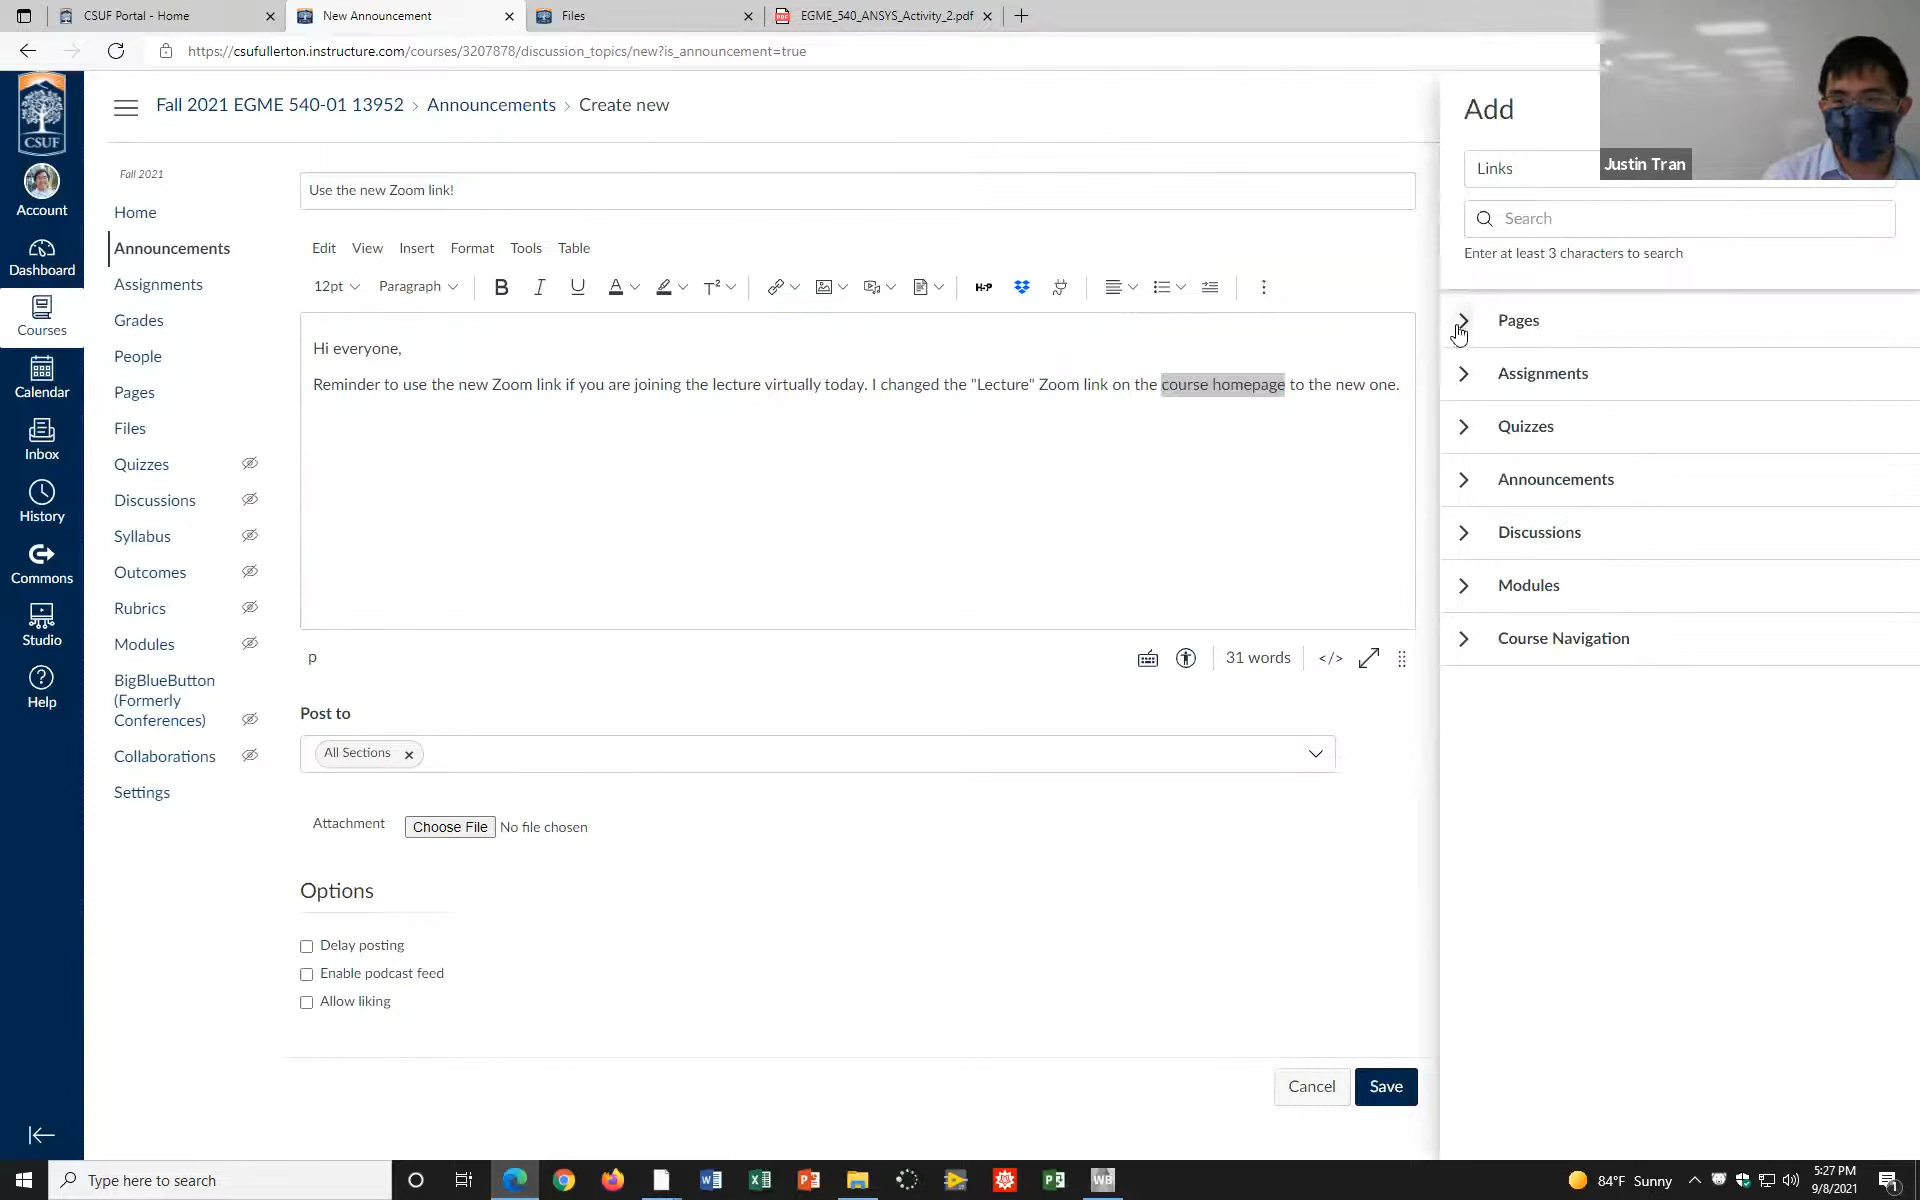 CSUF Portal - Home
New Announcement
Files
EGME_540_ANSYS_Activity_2.pdf
https://csufullerton.instructure.com/courses/3207878/discussion_topics/new?is_announcement=true
CSUF
Account
Dashboard
Courses
Calendar
Inbox
History
Commons
Studio
Help
Fall 2021 EGME 540-01 13952 › Announcements › Create new
Fall 2021
Home
Announcements
Assignments
Grades
People
Pages
Files
Quizzes
Discussions
Syllabus
Outcomes
Rubrics
Modules
BigBlueButton
(Formerly
Conferences)
Collaborations
Settings
Use the new Zoom link!
Edit View Insert Format Tools Table
12pt Paragraph B I U A T² H-P
Hi everyone,
Reminder to use the new Zoom link if you are joining the lecture virtually today. I changed the "Lecture" Zoom link on the course homepage to the new one.
p
31 words </>
Post to
All Sections
Attachment Choose File No file chosen
Options
Delay posting
Enable podcast feed
Allow liking
Cancel Save
Add
Links
Justin Tran
Search
Enter at least 3 characters to search
Pages
Assignments
Quizzes
Announcements
Discussions
Modules
Course Navigation
Type here to search
WB
84°F Sunny
5:27 PM
9/8/2021
1